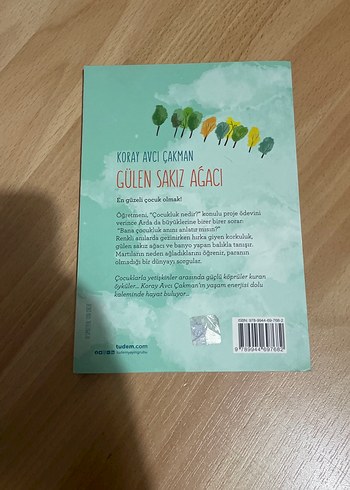 KORAY AVCI ÇAKMAN
GÜLEN SAKIZ AĞACI
En güzeli çocuk olmak!
Öğretmeni, "Çocukluk nedir?" konulu proje ödevini
verince Arda da büyüklerine birer birer sorar:
"Bana çocukluk anını anlatır mısın?"
Renkli anılarda gezinirken hırka giyen korkuluk,
gülen sakız ağacı ve banyo yapan balıkla tanışır.
Martıların neden ağladıklarını öğrenir, paranın
olmadığı bir dünyayı sorgular.
Çocuklarla yetişkinler arasında güçlü köprüler kuran
öyküler... Koray Avcı Çakman'ın yaşam enerjisi dolu
kaleminde hayat buluyor...
tudem.com